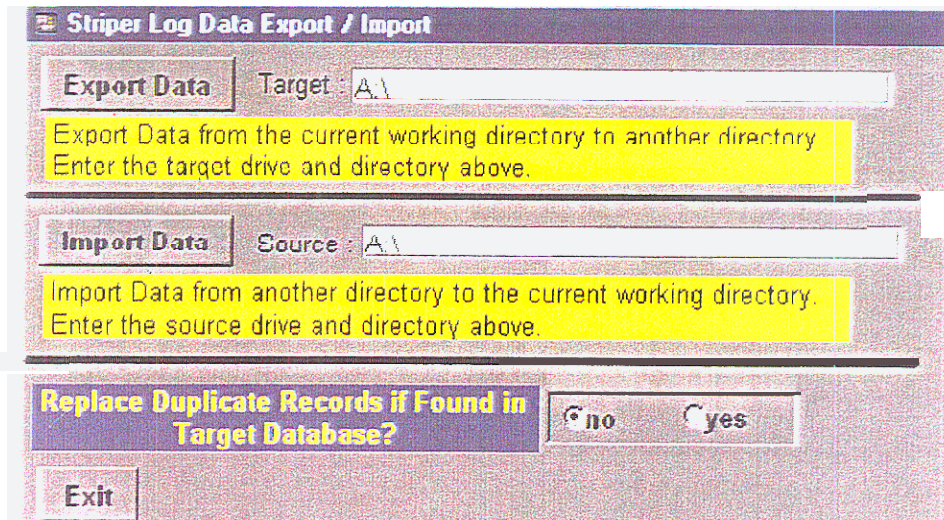 Striper Log Data Export / Import
Export Data Target : A:\
Export Data from the current working directory to another directory
Enter the target drive and directory above.
Import Data Source : A:\
Import Data from another directory to the current working directory.
Enter the source drive and directory above.
Replace Duplicate Records if Found in
Target Database? no yes
Exit